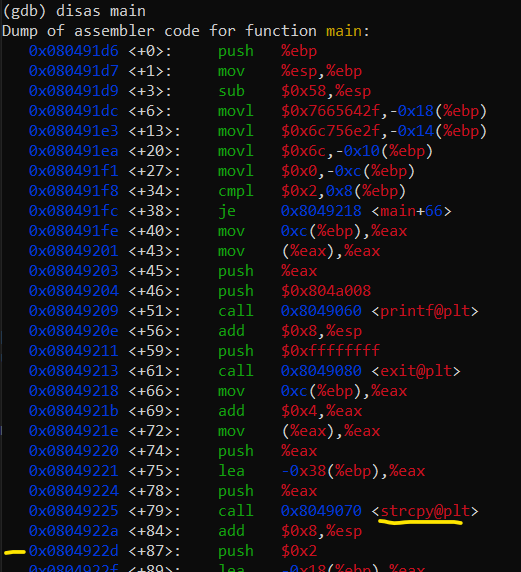 (gdb) disas main
Dump of assembler code for function main:
0x080491d6 <+0>: push %ebp
0x080491d7 <+1>: mov %esp,%ebp
0x080491d9 <+3>: sub $0x58,%esp
0x080491dc <+6>: movl $0x7665642f,-0x18(%ebp)
0x080491e3 <+13>: movl $0x6c756e2f,-0x14(%ebp)
0x080491ea <+20>: movl $0x6c,-0x10(%ebp)
0x080491f1 <+27>: movl $0x0,-0xc(%ebp)
0x080491f8 <+34>: cmpl $0x2,0x8(%ebp)
0x080491fc <+38>: je 0x8049218 <main+66>
0x080491fe <+40>: mov 0xc(%ebp),%eax
0x08049201 <+43>: mov (%eax),%eax
0x08049203 <+45>: push %eax
0x08049204 <+46>: push $0x804a008
0x08049209 <+51>: call 0x8049060 <printf@plt>
0x0804920e <+56>: add $0x8,%esp
0x08049211 <+59>: push $0xffffffff
0x08049213 <+61>: call 0x8049080 <exit@plt>
0x08049218 <+66>: mov 0xc(%ebp),%eax
0x0804921b <+69>: add $0x4,%eax
0x0804921e <+72>: mov (%eax),%eax
0x08049220 <+74>: push %eax
0x08049221 <+75>: lea -0x38(%ebp),%eax
0x08049224 <+78>: push %eax
0x08049225 <+79>: call 0x8049070 <strcpy@plt>
0x0804922a <+84>: add $0x8,%esp
0x0804922d <+87>: push $0x2
0x0804922f <+89>: lea -0x18(%ebp),%eax